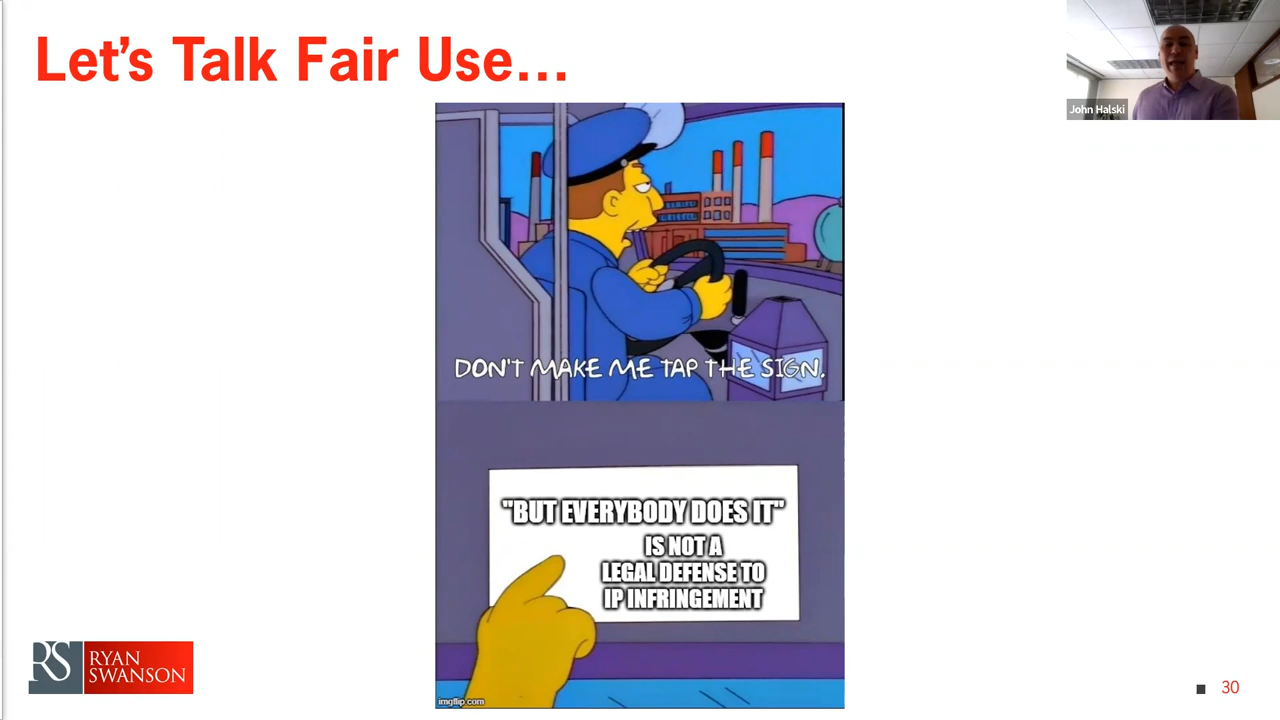 Let's Talk Fair Use...
John Halski
DON'T MAKE ME TAP THE SIGN.
"BUT EVERYBODY DOES IT"
IS NOT A
LEGAL DEFENSE TO
IP INFRINGEMENT
imgflip.com
RS
RYAN
SWANSON
30